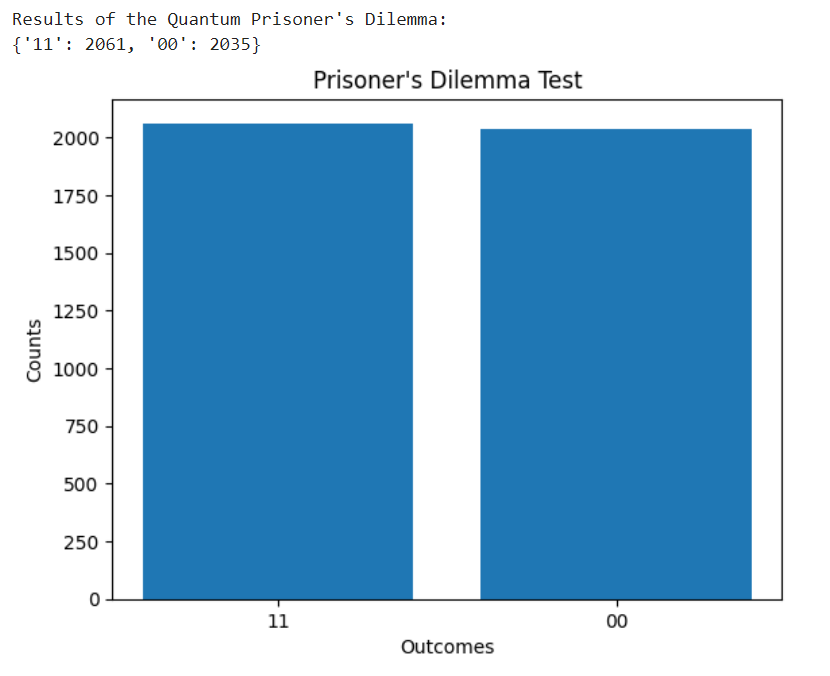 Results of the Quantum Prisoner's Dilemma:
{'11': 2061, '00': 2035}
Prisoner's Dilemma Test
2000
1750
1500
1250
1000
750
500
250
0
Counts
11 00
Outcomes